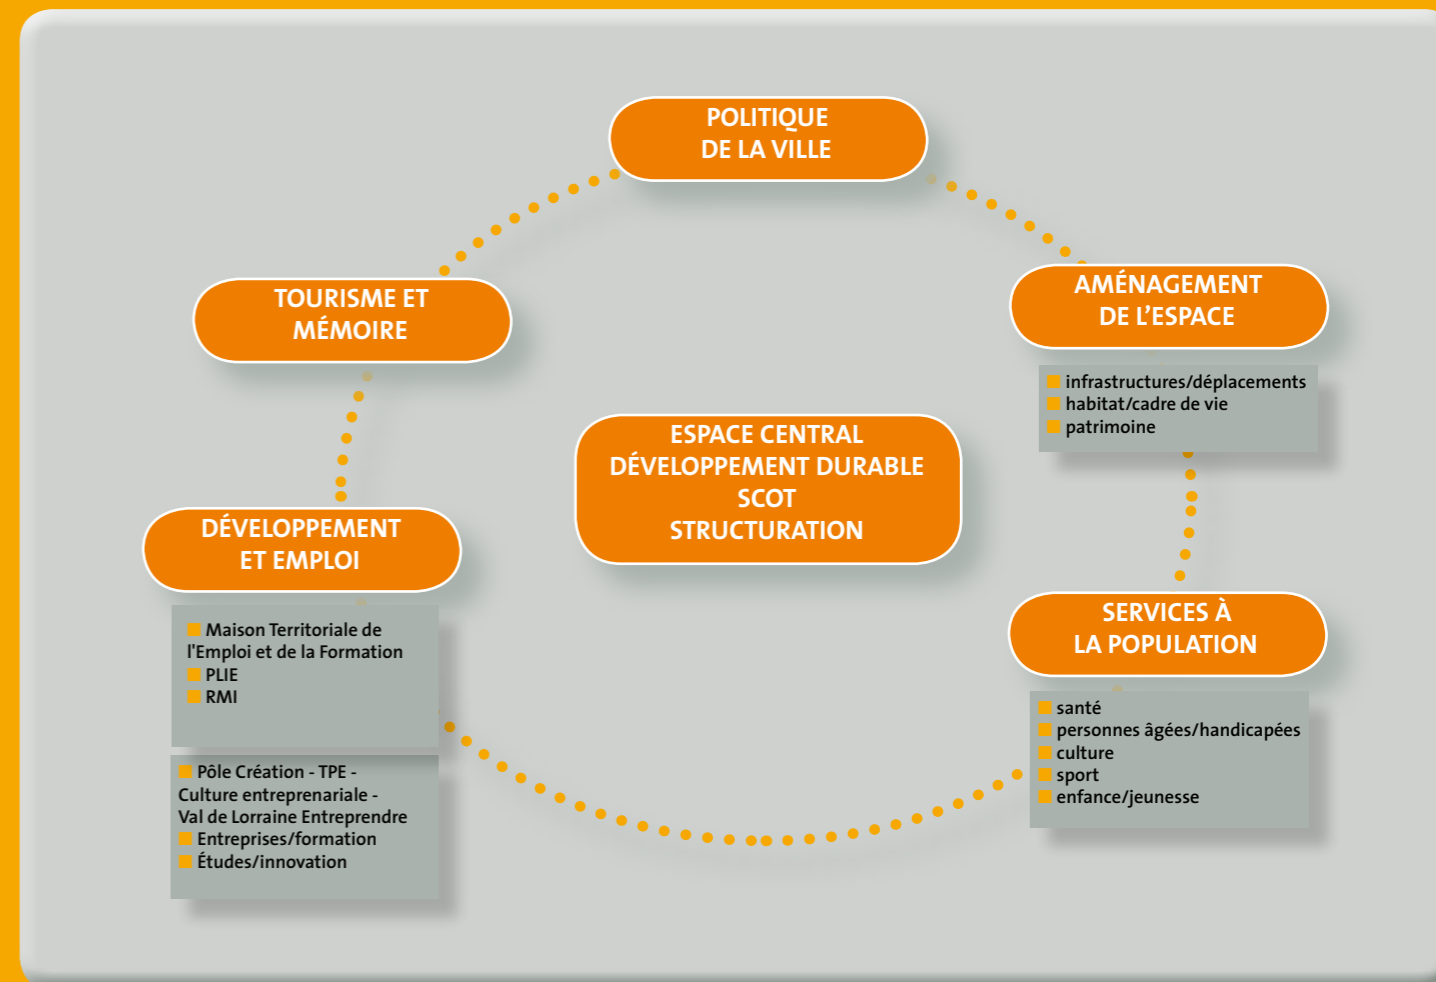 POLITIQUE
DE LA VILLE
TOURISME ET
MÉMOIRE
AMÉNAGEMENT
DE L'ESPACE
infrastructures/déplacements
habitat/cadre de vie
patrimoine
ESPACE CENTRAL
DÉVELOPPEMENT DURABLE
SCOT
STRUCTURATION
DÉVELOPPEMENT
ET EMPLOI
Maison Territoriale de
l'Emploi et de la Formation
PLIE
RMI
Pôle Création - TPE -
Culture entreprenariale -
Val de Lorraine Entreprendre
Entreprises/formation
Études/innovation
SERVICES À
LA POPULATION
santé
personnes âgées/handicapées
culture
sport
enfance/jeunesse